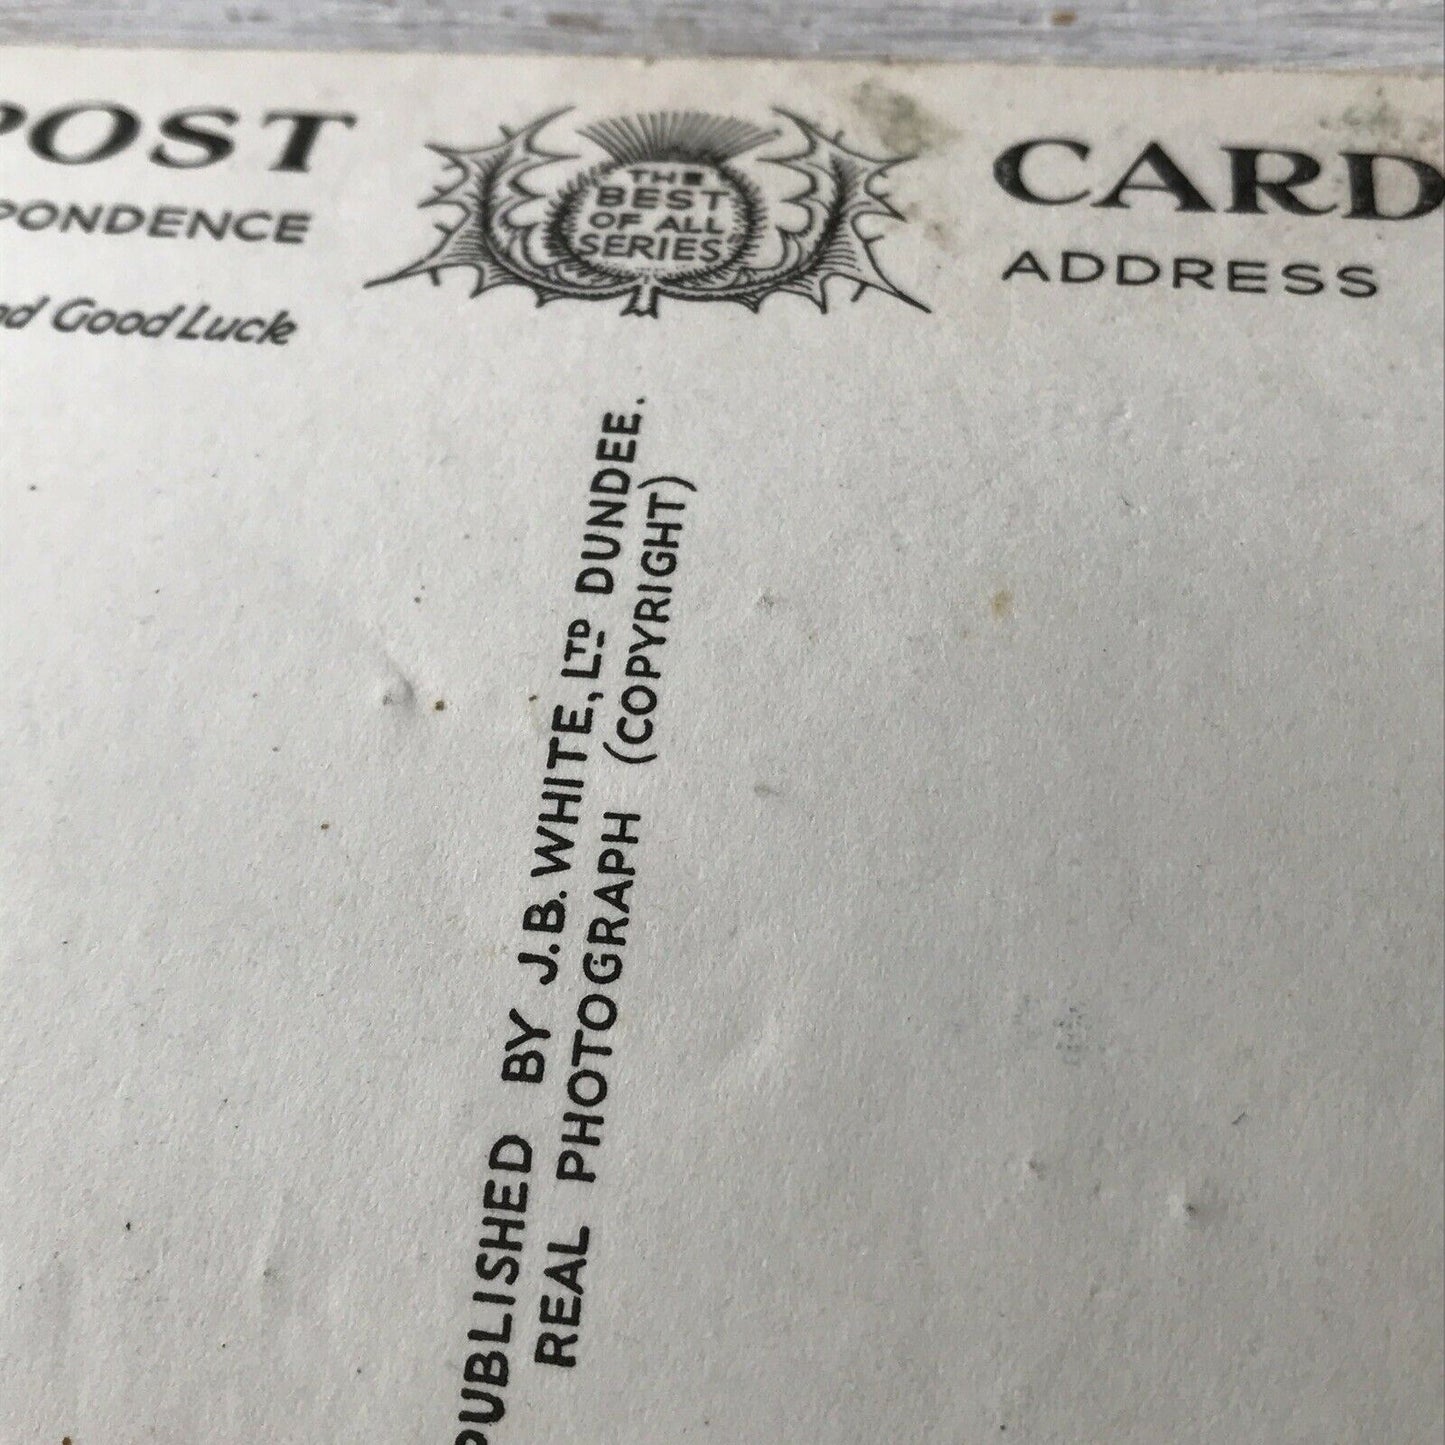 POST
PONDENCE
nd Good Luck
THE
BEST
OF ALL
SERIES
CARD
ADDRESS
PUBLISHED BY J.B. WHITE, LTD DUNDEE.
REAL PHOTOGRAPH (COPYRIGHT)